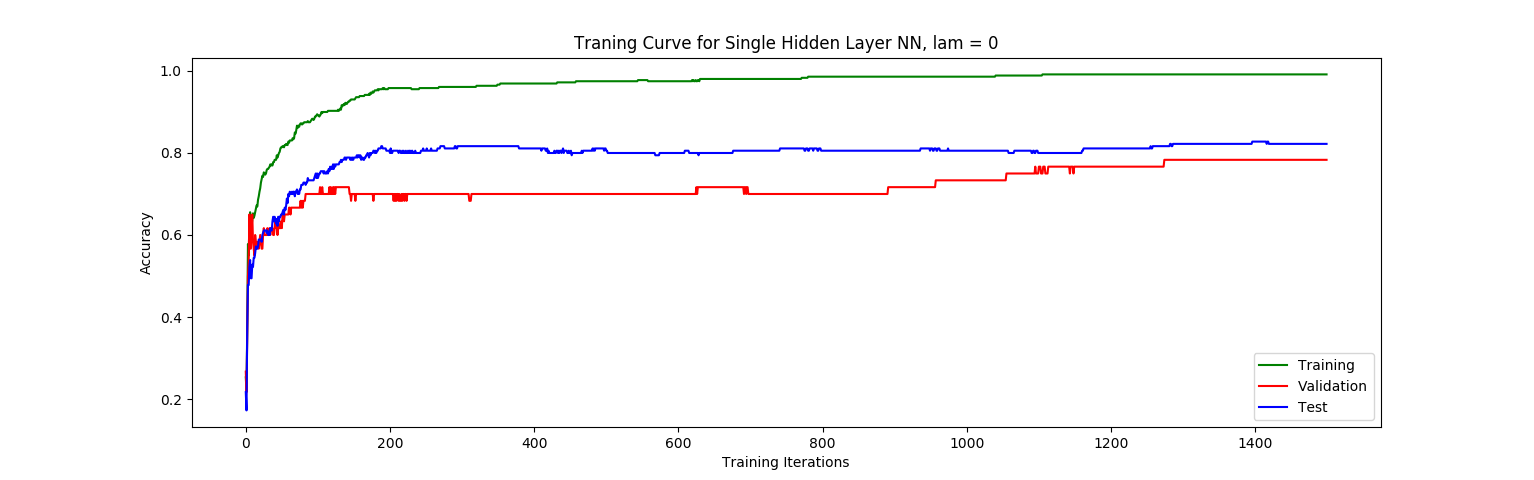 Traning Curve for Single Hidden Layer NN, lam = 0
1.0
0.8
0.6
0.4
0.2
Accuracy
0 200 400 600 800 1000 1200 1400
Training Iterations
Training
Validation
Test